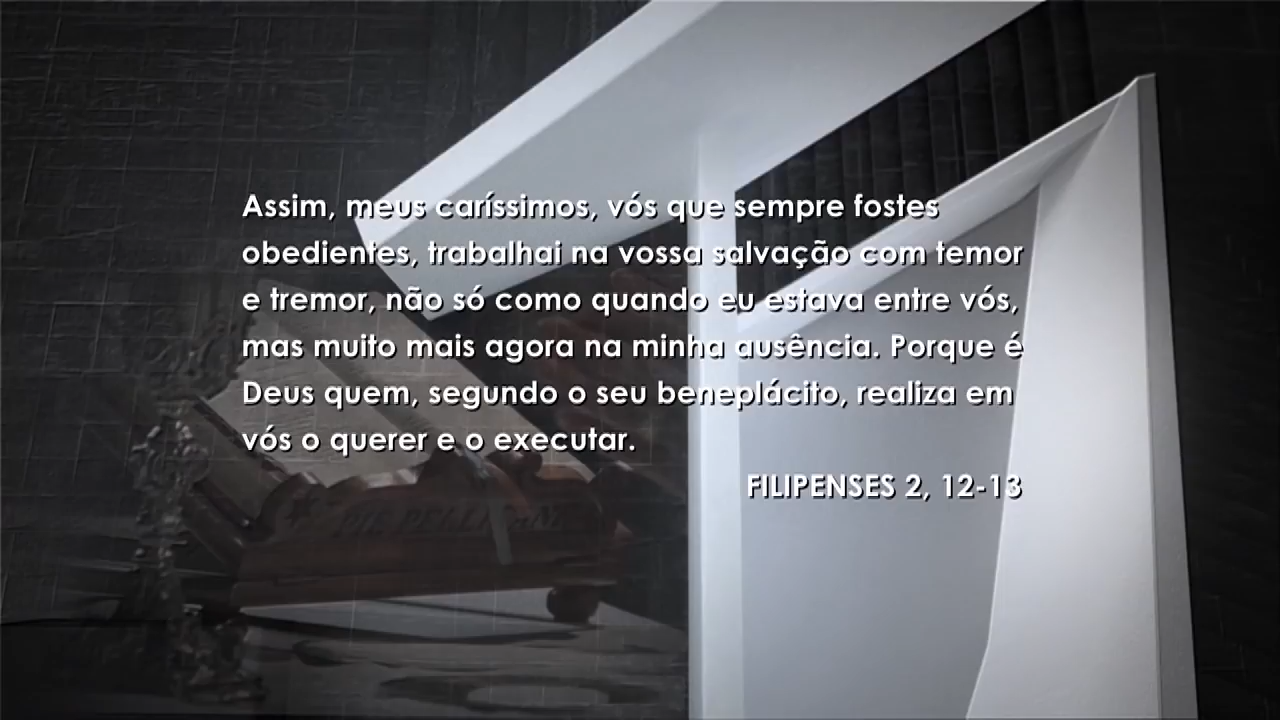 Assim, meus caríssimos, vós que sempre fostes
obedientes, trabalhai na vossa salvação com temor
e tremor, não só como quando eu estava entre vós,
mas muito mais agora na minha ausência. Porque é
Deus quem, segundo o seu beneplácito, realiza em
vós o querer e o executar.
FILIPENSES 2, 12-13